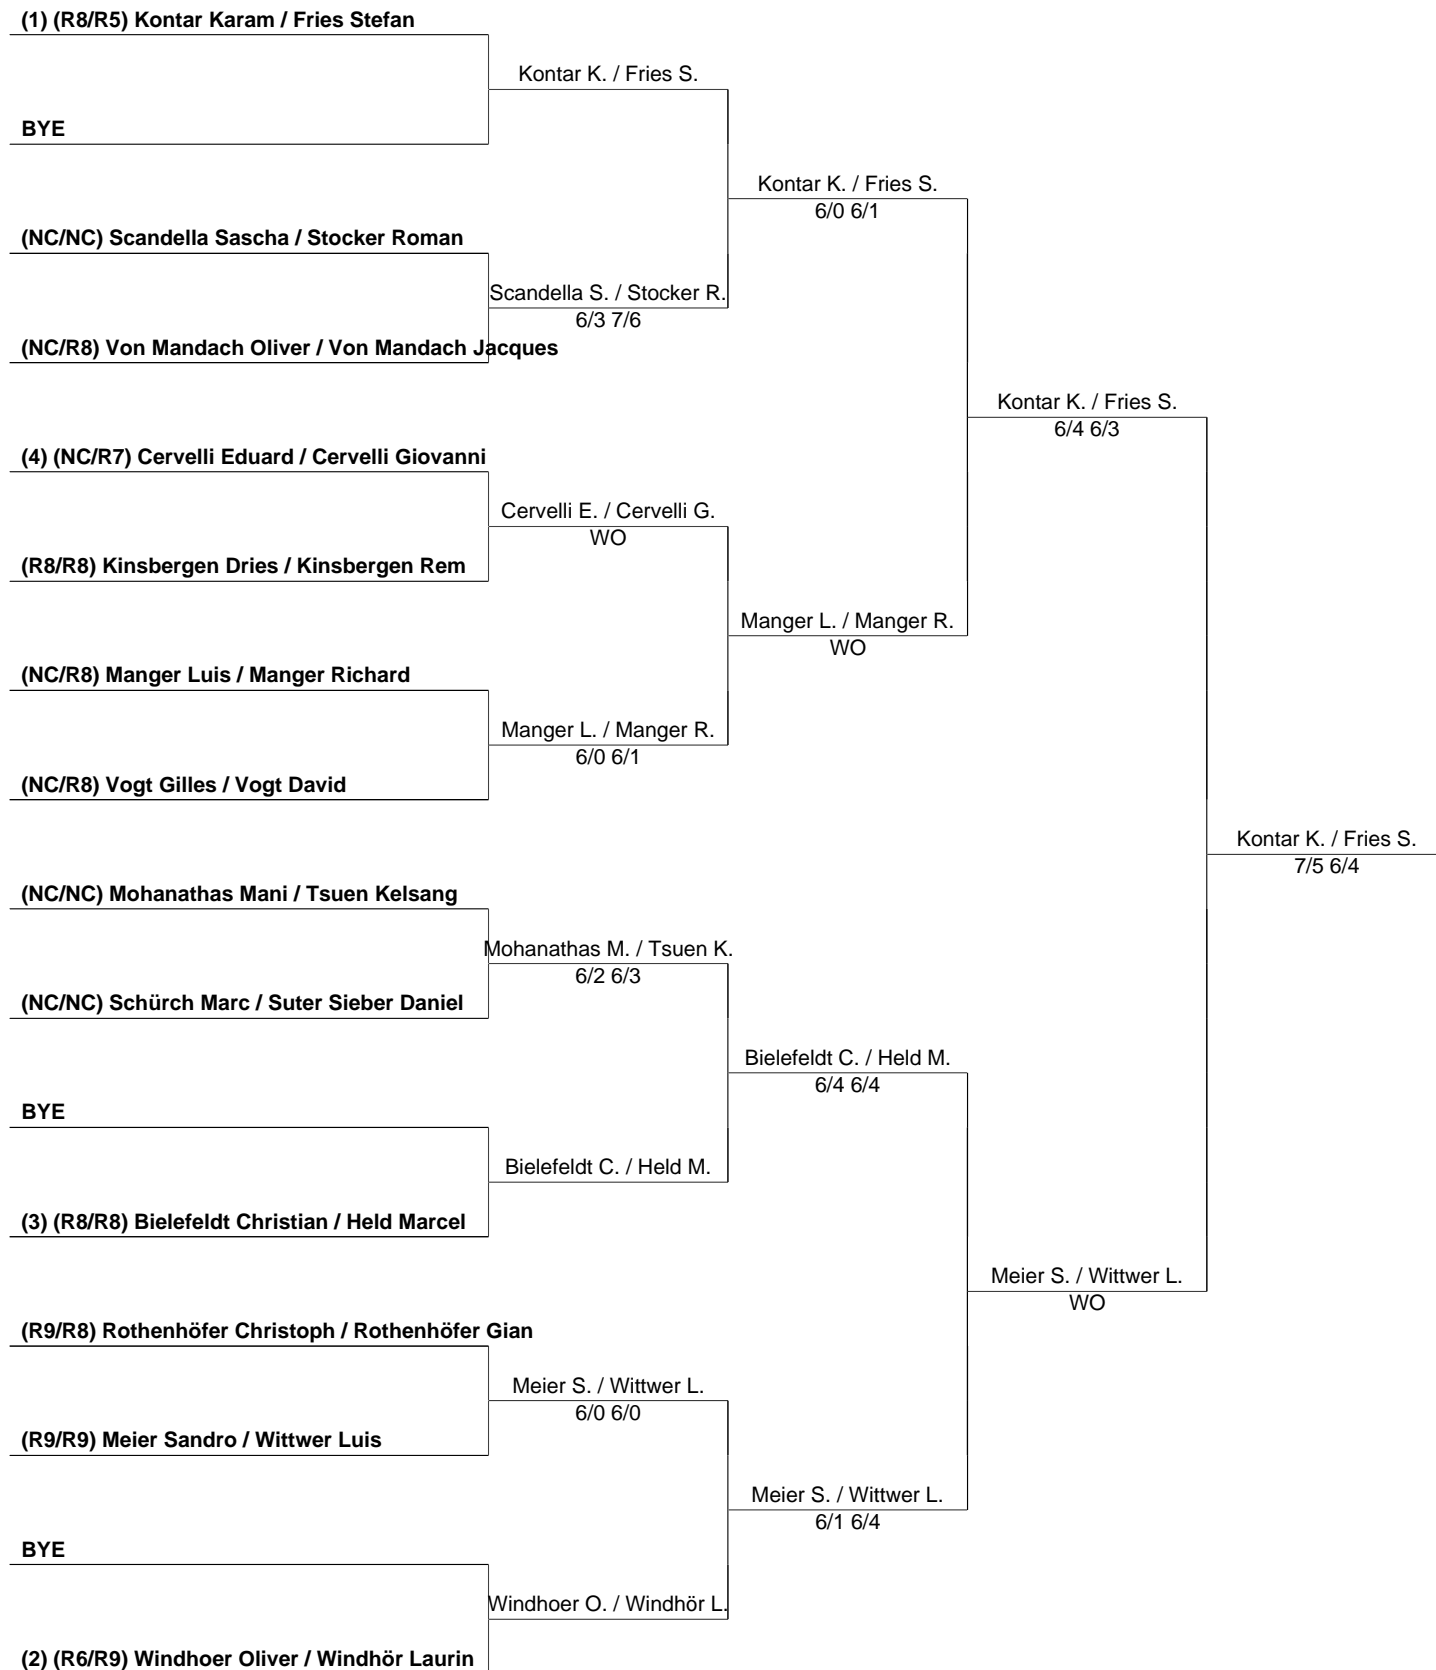 (1) (R8/R5) Kontar Karam / Fries Stefan
Kontar K. / Fries S.
BYE
Kontar K. / Fries S.
6/0 6/1
(NC/NC) Scandella Sascha / Stocker Roman
Scandella S. / Stocker R.
6/3 7/6
(NC/R8) Von Mandach Oliver / Von Mandach Jacques
Kontar K. / Fries S.
6/4 6/3
(4) (NC/R7) Cervelli Eduard / Cervelli Giovanni
Cervelli E. / Cervelli G.
WO
(R8/R8) Kinsbergen Dries / Kinsbergen Rem
Manger L. / Manger R.
WO
(NC/R8) Manger Luis / Manger Richard
Manger L. / Manger R.
6/0 6/1
(NC/R8) Vogt Gilles / Vogt David
Kontar K. / Fries S.
7/5 6/4
(NC/NC) Mohanathas Mani / Tsuen Kelsang
Mohanathas M. / Tsuen K.
6/2 6/3
(NC/NC) Schürch Marc / Suter Sieber Daniel
Bielefeldt C. / Held M.
6/4 6/4
BYE
Bielefeldt C. / Held M.
(3) (R8/R8) Bielefeldt Christian / Held Marcel
Meier S. / Wittwer L.
WO
(R9/R8) Rothenhöfer Christoph / Rothenhöfer Gian
Meier S. / Wittwer L.
6/0 6/0
(R9/R9) Meier Sandro / Wittwer Luis
Meier S. / Wittwer L.
6/1 6/4
BYE
Windhoer O. / Windhör L.
(2) (R6/R9) Windhoer Oliver / Windhör Laurin